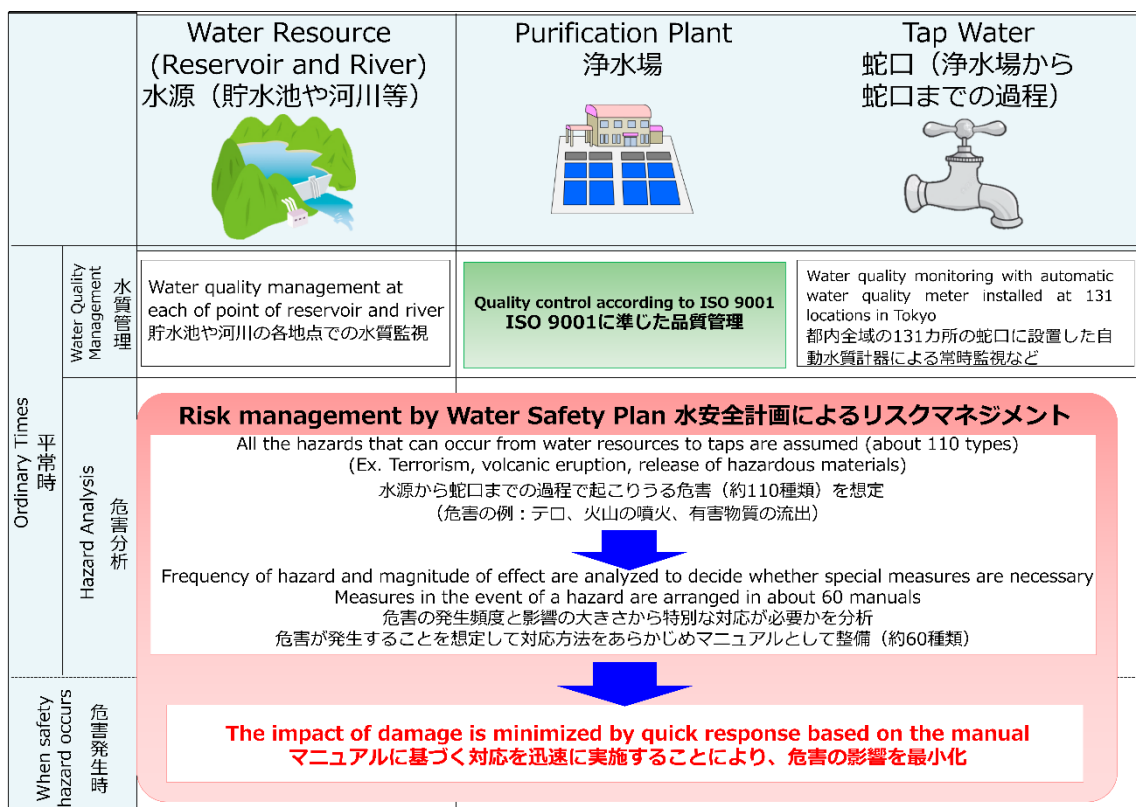 Water Resource
(Reservoir and River)
水源（貯水池や河川等）
Purification Plant
浄水場
Tap Water
蛇口（浄水場から
蛇口までの過程）
Ordinary Times
平常時
Water Quality
Management
水質管理
Water quality management at
each of point of reservoir and river
貯水池や河川の各地点での水質監視
Quality control according to ISO 9001
ISO 9001に準じた品質管理
Water quality monitoring with automatic
water quality meter installed at 131
locations in Tokyo
都内全域の131カ所の蛇口に設置した自
動水質計器による常時監視など
Hazard Analysis
危害分析
Risk management by Water Safety Plan 水安全計画によるリスクマネジメント
All the hazards that can occur from water resources to taps are assumed (about 110 types)
(Ex. Terrorism, volcanic eruption, release of hazardous materials)
水源から蛇口までの過程で起こりうる危害（約110種類）を想定
（危害の例：テロ、火山の噴火、有害物質の流出）
Frequency of hazard and magnitude of effect are analyzed to decide whether special measures are necessary
Measures in the event of a hazard are arranged in about 60 manuals
危害の発生頻度と影響の大きさから特別な対応が必要かを分析
危害が発生することを想定して対応方法をあらかじめマニュアルとして整備（約60種類）
When safety
hazard occurs
危害発生時
The impact of damage is minimized by quick response based on the manual
マニュアルに基づく対応を迅速に実施することにより、危害の影響を最小化